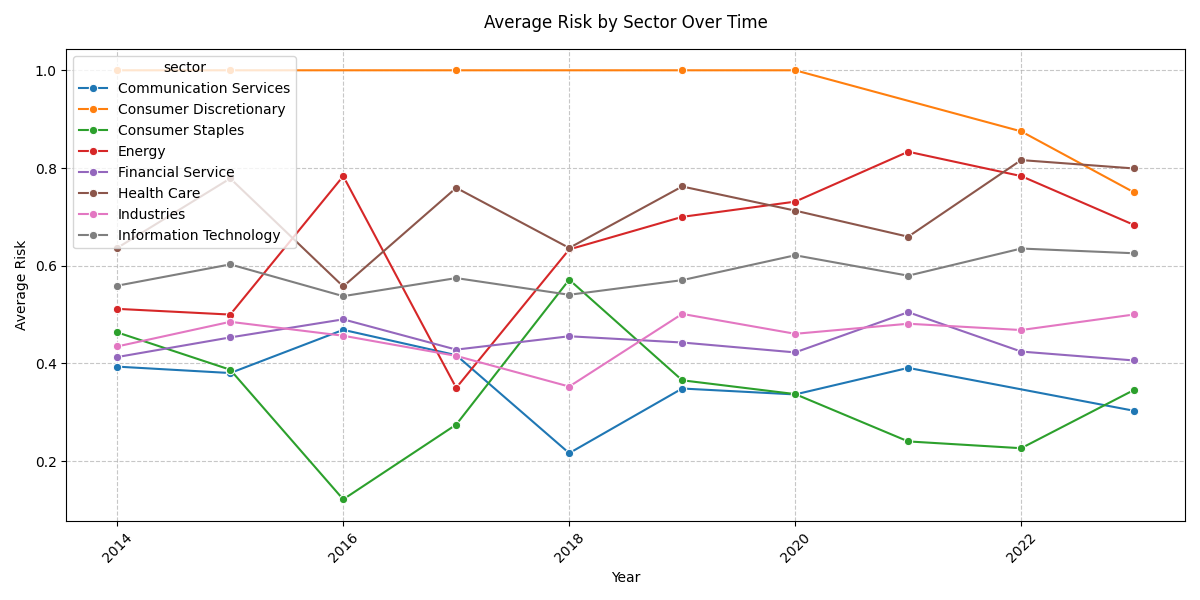 Average Risk by Sector Over Time
sector
Communication Services
Consumer Discretionary
Consumer Staples
Energy
Financial Service
Health Care
Industries
Information Technology
Average Risk
1.0
0.8
0.6
0.4
0.2
2014
2016
2018
2020
2022
Year